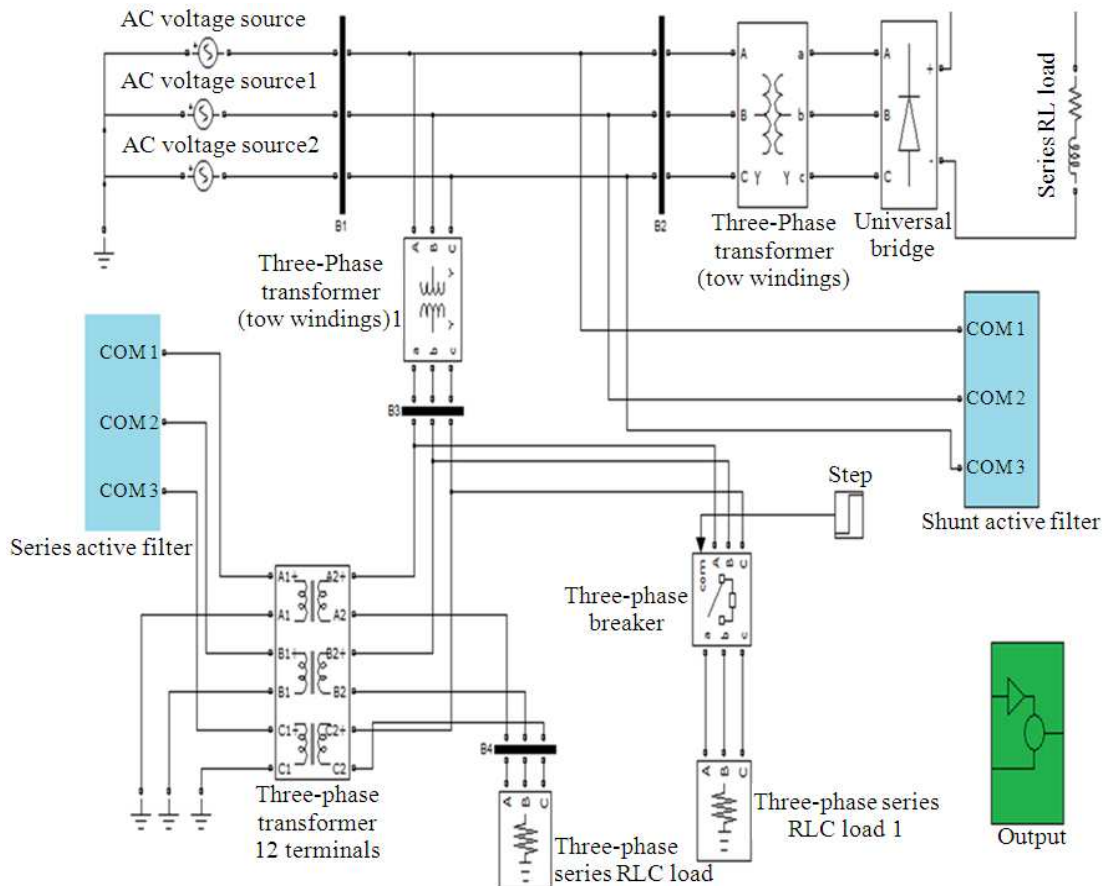 AC voltage source
AC voltage source1
AC voltage source2
B1
B2
A
B
C
Y
a
b
c
Y
Three-Phase
transformer
(tow windings)
A
B
C
+
-
Universal
bridge
Series RL load
A B C
Y
Y
a b c
Three-Phase
transformer
(tow windings)1
B3
COM 1
COM 2
COM 3
Series active filter
COM 1
COM 2
COM 3
Shunt active filter
Step
com A B C
a b c
Three-phase
breaker
A1+ A2+
A1 A2
B1+ B2+
B1 B2
C1+ C2+
C1 C2
Three-phase
transformer
12 terminals
B4
A B C
Three-phase
series RLC load
A B C
Three-phase series
RLC load 1
Output